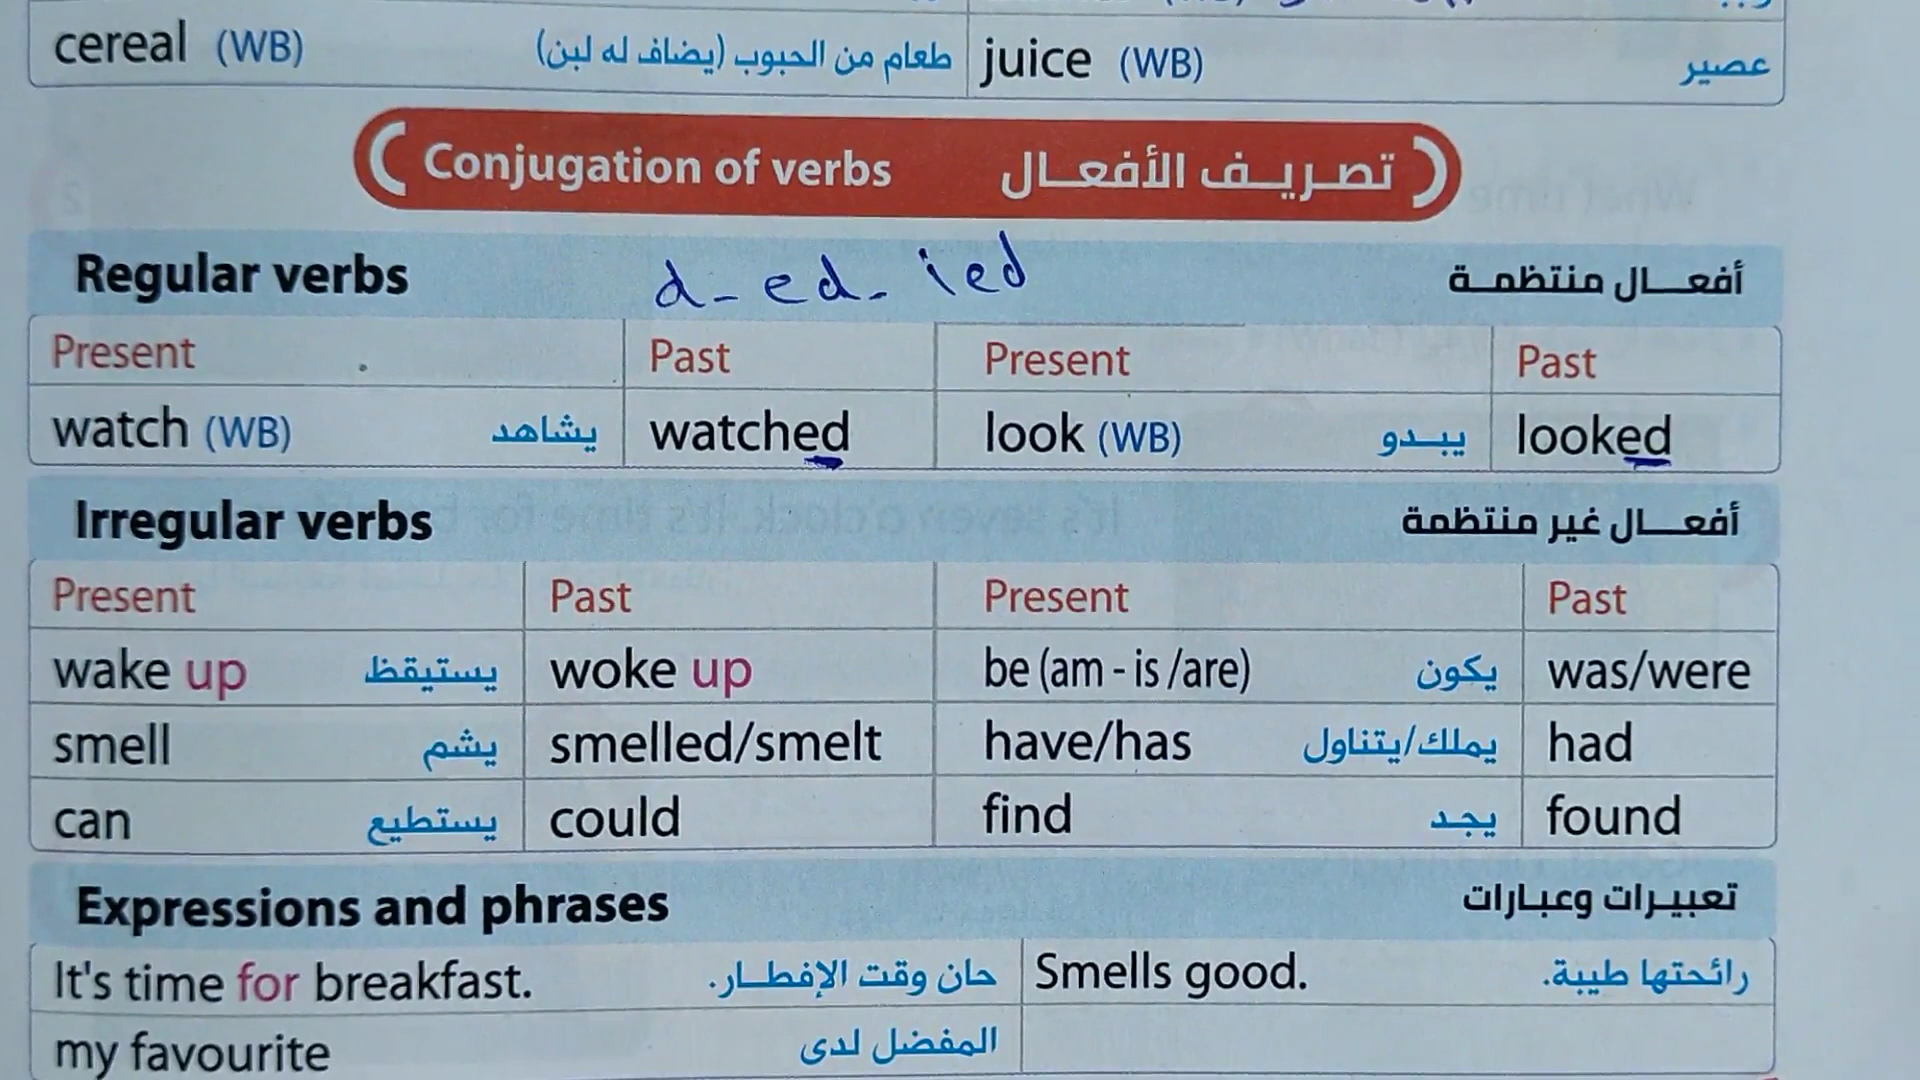 cereal (WB) طعام من الحبوب (يضاف له لبن) juice (WB) عصير
Conjugation of verbs تصريف الأفعال
Regular verbs d - ed - ied أفعال منتظمة
Present Past Present Past
watch (WB) يشاهد watched look (WB) يبدو looked
Irregular verbs أفعال غير منتظمة
Present Past Present Past
wake up يستيقظ woke up be (am - is /are) يكون was/were
smell يشم smelled/smelt have/has يملك/يتناول had
can يستطيع could find يجد found
Expressions and phrases تعبيرات وعبارات
It's time for breakfast. حان وقت الإفطار. Smells good. رائحتها طيبة.
my favourite المفضل لدى